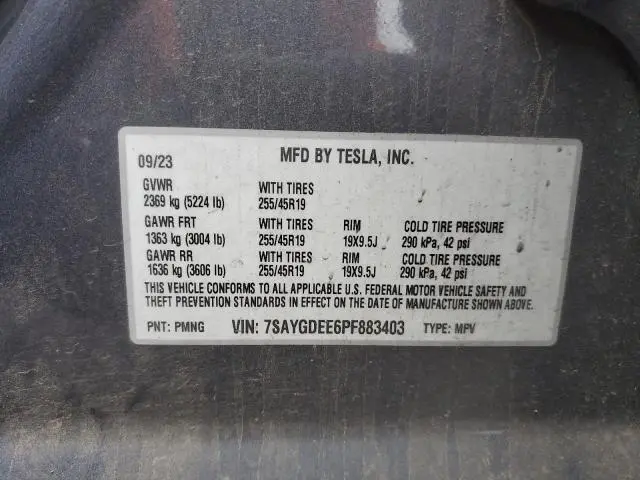 09/23 MFD BY TESLA, INC.
GVWR WITH TIRES
2369 kg (5224 lb) 255/45R19
GAWR FRT WITH TIRES RIM COLD TIRE PRESSURE
1363 kg (3004 lb) 255/45R19 19X9.5J 290 kPa, 42 psi
GAWR RR WITH TIRES RIM COLD TIRE PRESSURE
1636 kg (3606 lb) 255/45R19 19X9.5J 290 kPa, 42 psi
THIS VEHICLE CONFORMS TO ALL APPLICABLE U.S. FEDERAL MOTOR VEHICLE SAFETY AND
THEFT PREVENTION STANDARDS IN EFFECT ON THE DATE OF MANUFACTURE SHOWN ABOVE.
PNT: PMNG VIN: 7SAYGDEE6PF883403 TYPE: MPV